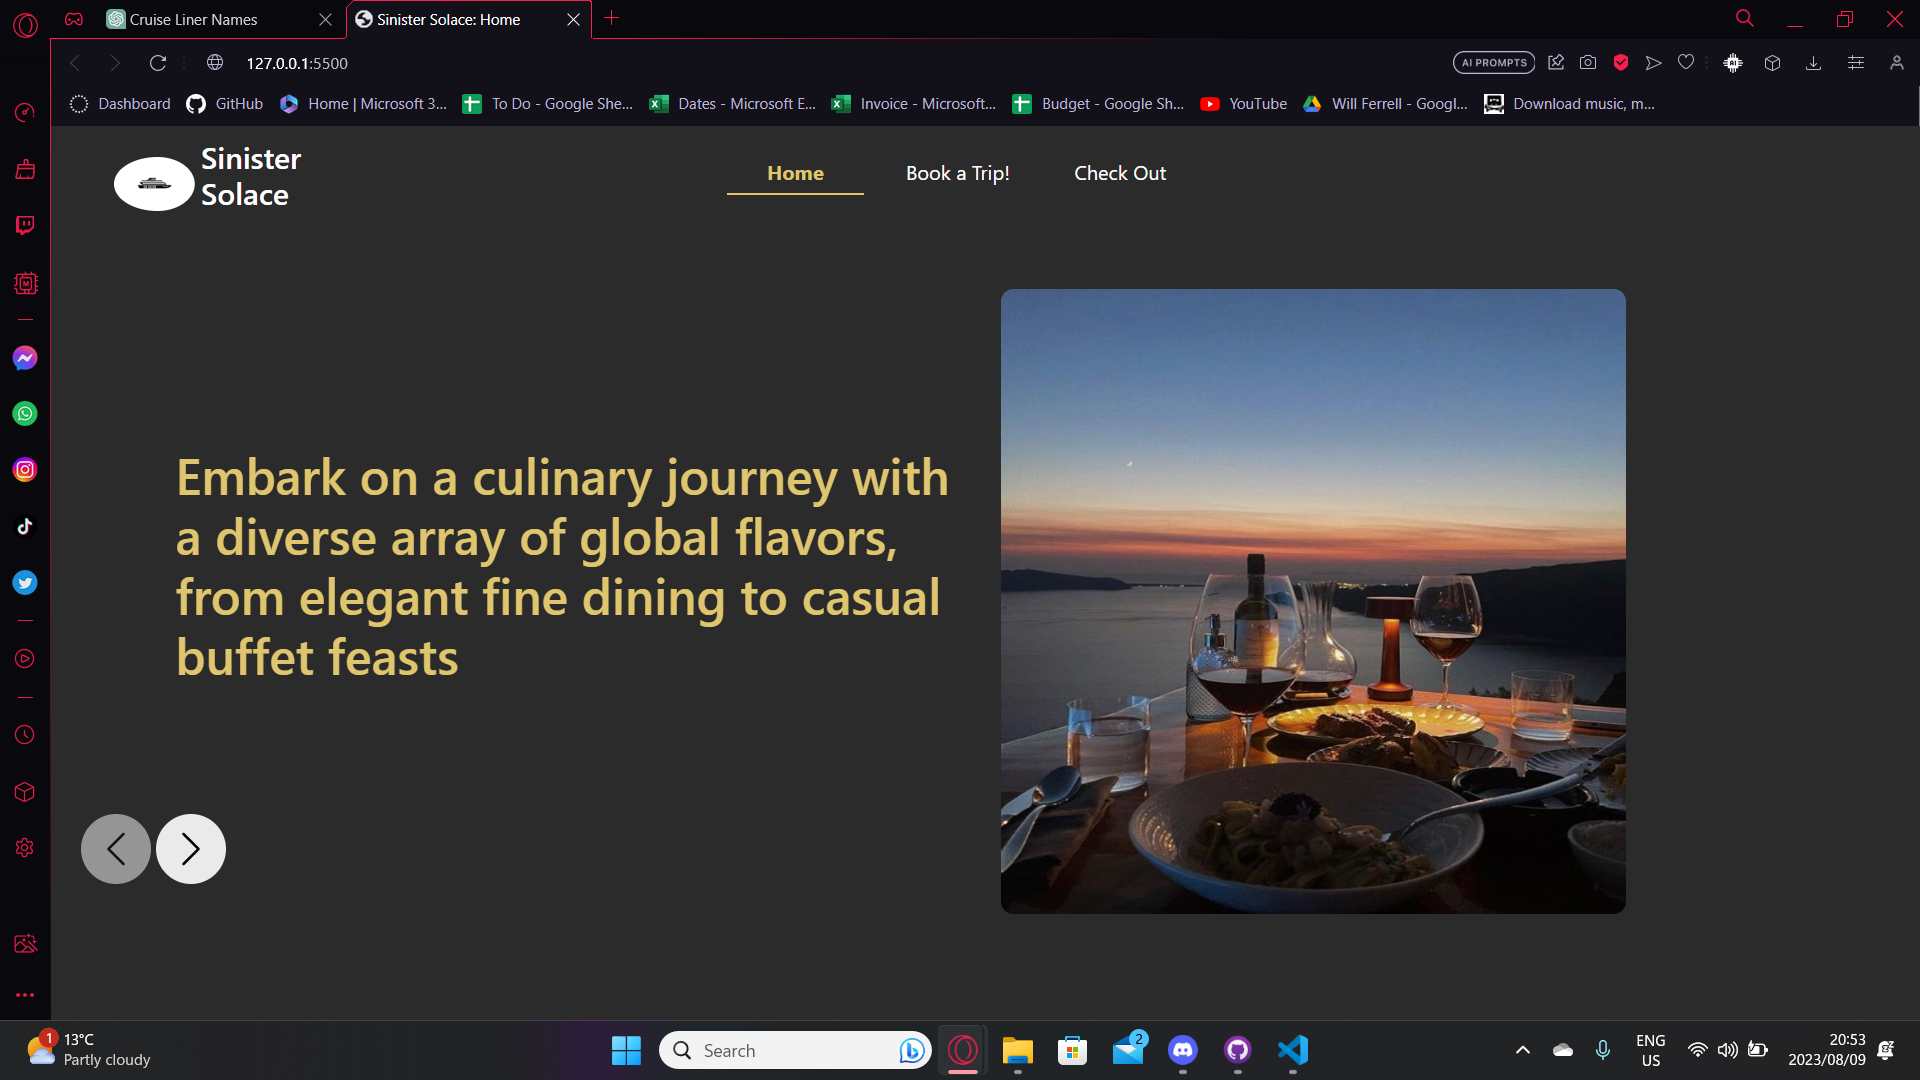 Cruise Liner Names
Sinister Solace: Home
127.0.0.1:5500
AI PROMPTS
Dashboard
GitHub
Home | Microsoft 3...
To Do - Google She...
Dates - Microsoft E...
Invoice - Microsoft...
Budget - Google Sh...
YouTube
Will Ferrell - Googl...
Download music, m...
Sinister
Solace
Home
Book a Trip!
Check Out
Embark on a culinary journey with
a diverse array of global flavors,
from elegant fine dining to casual
buffet feasts
1
13°C
Partly cloudy
Search
2
ENG
US
20:53
2023/08/09